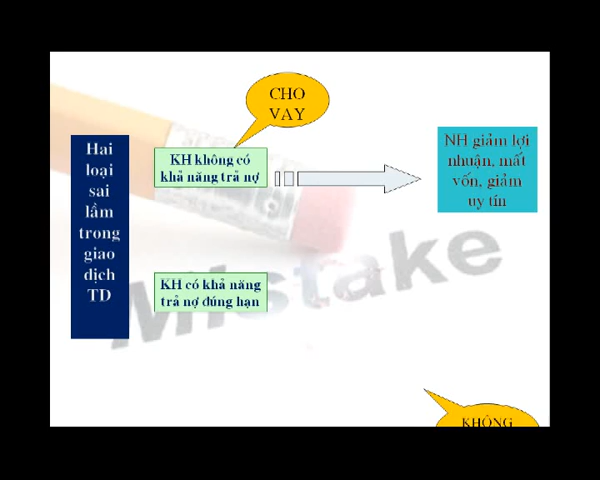 CHO
VAY
Hai
loại
sai
lầm
trong
giao
dịch
TD
KH không có
khả năng trả nợ
NH giảm lợi
nhuận, mất
vốn, giảm
uy tín
KH có khả năng
trả nợ đúng hạn
Mistake
KHÔNG